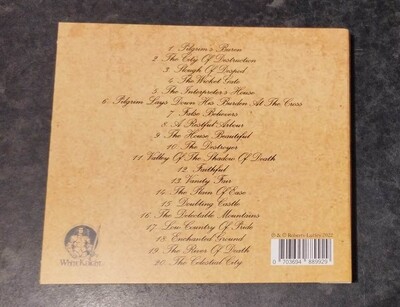 1. Pilgrim's Burden
2. The City Of Destruction
3. Slough Of Despod
4. The Wicked Gate
5. The Interpreter's House
6. Pilgrim Lays Down His Burden At The Cross
7. False Believers
8. A Restful Arbour
9. The House Beautiful
10. The Destroyer
11. Valley Of The Shadow Of Death
12. Faithful
13. Vanity Fair
14. The Plain Of Ease
15. Doubting Castle
16. The Delectable Mountains
17. Low Country Of Pride
18. Enchanted Ground
19. The River Of Death
20. The Celestial City